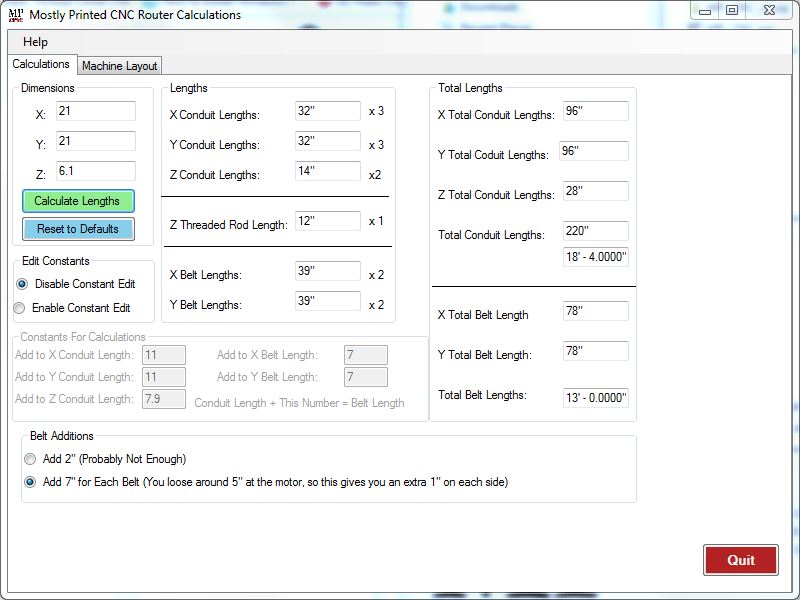 Mostly Printed CNC Router Calculations
Help
Calculations Machine Layout
Dimensions
X: 21
Y: 21
Z: 6.1
Calculate Lengths
Reset to Defaults
Edit Constants
Disable Constant Edit
Enable Constant Edit
Lengths
X Conduit Lengths: 32" x 3
Y Conduit Lengths: 32" x 3
Z Conduit Lengths: 14" x2
Z Threaded Rod Length: 12" x 1
X Belt Lengths: 39" x 2
Y Belt Lengths: 39" x 2
Total Lengths
X Total Conduit Lengths: 96"
Y Total Coduit Lengths: 96"
Z Total Conduit Lengths: 28"
Total Conduit Lengths: 220"
18' - 4.0000"
X Total Belt Length 78"
Y Total Belt Length: 78"
Total Belt Lengths: 13' - 0.0000"
Constants For Calculations
Add to X Conduit Length: 11 Add to X Belt Length: 7
Add to Y Conduit Length: 11 Add to Y Belt Length: 7
Add to Z Conduit Length: 7.9 Conduit Length + This Number = Belt Length
Belt Additions
Add 2" (Probably Not Enough)
Add 7" for Each Belt (You loose around 5" at the motor, so this gives you an extra 1" on each side)
Quit